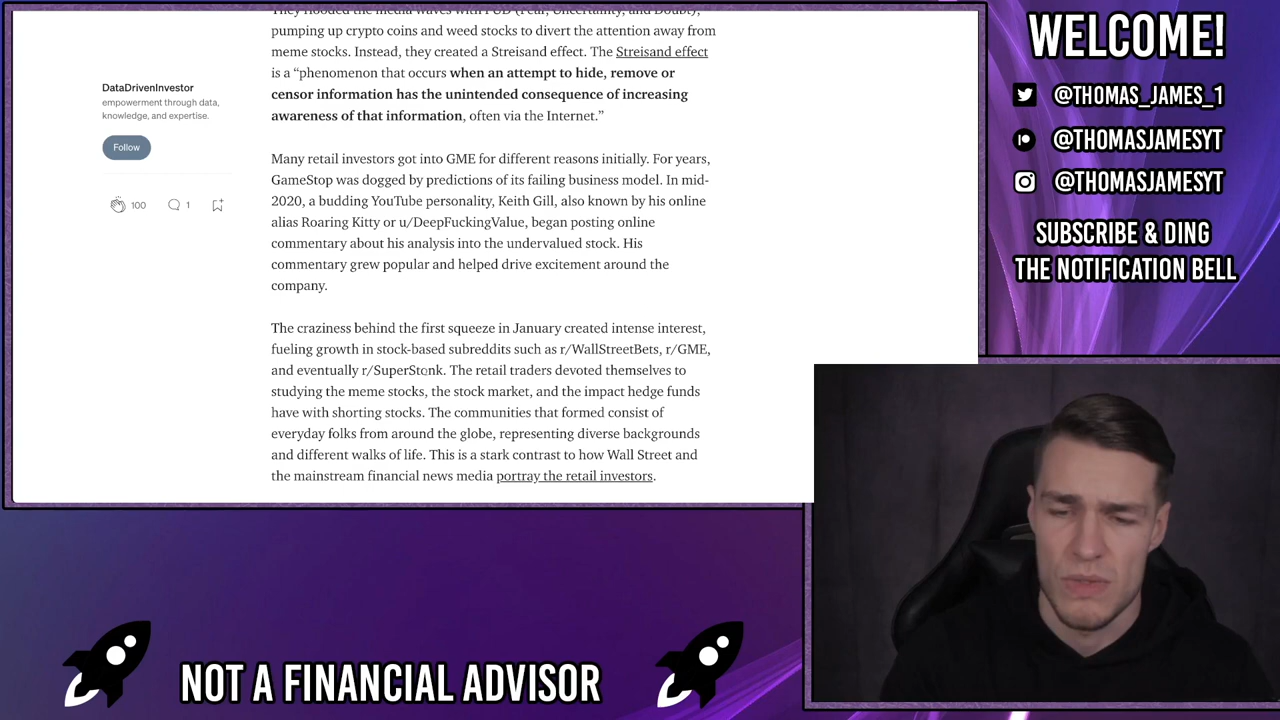 They flooded the media waves with FUD (Fear, Uncertainty, and Doubt),
pumping up crypto coins and weed stocks to divert the attention away from
meme stocks. Instead, they created a Streisand effect. The Streisand effect
is a “phenomenon that occurs when an attempt to hide, remove or
censor information has the unintended consequence of increasing
awareness of that information, often via the Internet.”
DataDrivenInvestor
empowerment through data,
knowledge, and expertise.
Follow
100
1
Many retail investors got into GME for different reasons initially. For years,
GameStop was dogged by predictions of its failing business model. In mid-
2020, a budding YouTube personality, Keith Gill, also known by his online
alias Roaring Kitty or u/DeepFuckingValue, began posting online
commentary about his analysis into the undervalued stock. His
commentary grew popular and helped drive excitement around the
company.
The craziness behind the first squeeze in January created intense interest,
fueling growth in stock-based subreddits such as r/WallStreetBets, r/GME,
and eventually r/SuperStonk. The retail traders devoted themselves to
studying the meme stocks, the stock market, and the impact hedge funds
have with shorting stocks. The communities that formed consist of
everyday folks from around the globe, representing diverse backgrounds
and different walks of life. This is a stark contrast to how Wall Street and
the mainstream financial news media portray the retail investors.
WELCOME!
@THOMAS_JAMES_1
@THOMASJAMESYT
@THOMASJAMESYT
SUBSCRIBE & DING
THE NOTIFICATION BELL
NOT A FINANCIAL ADVISOR